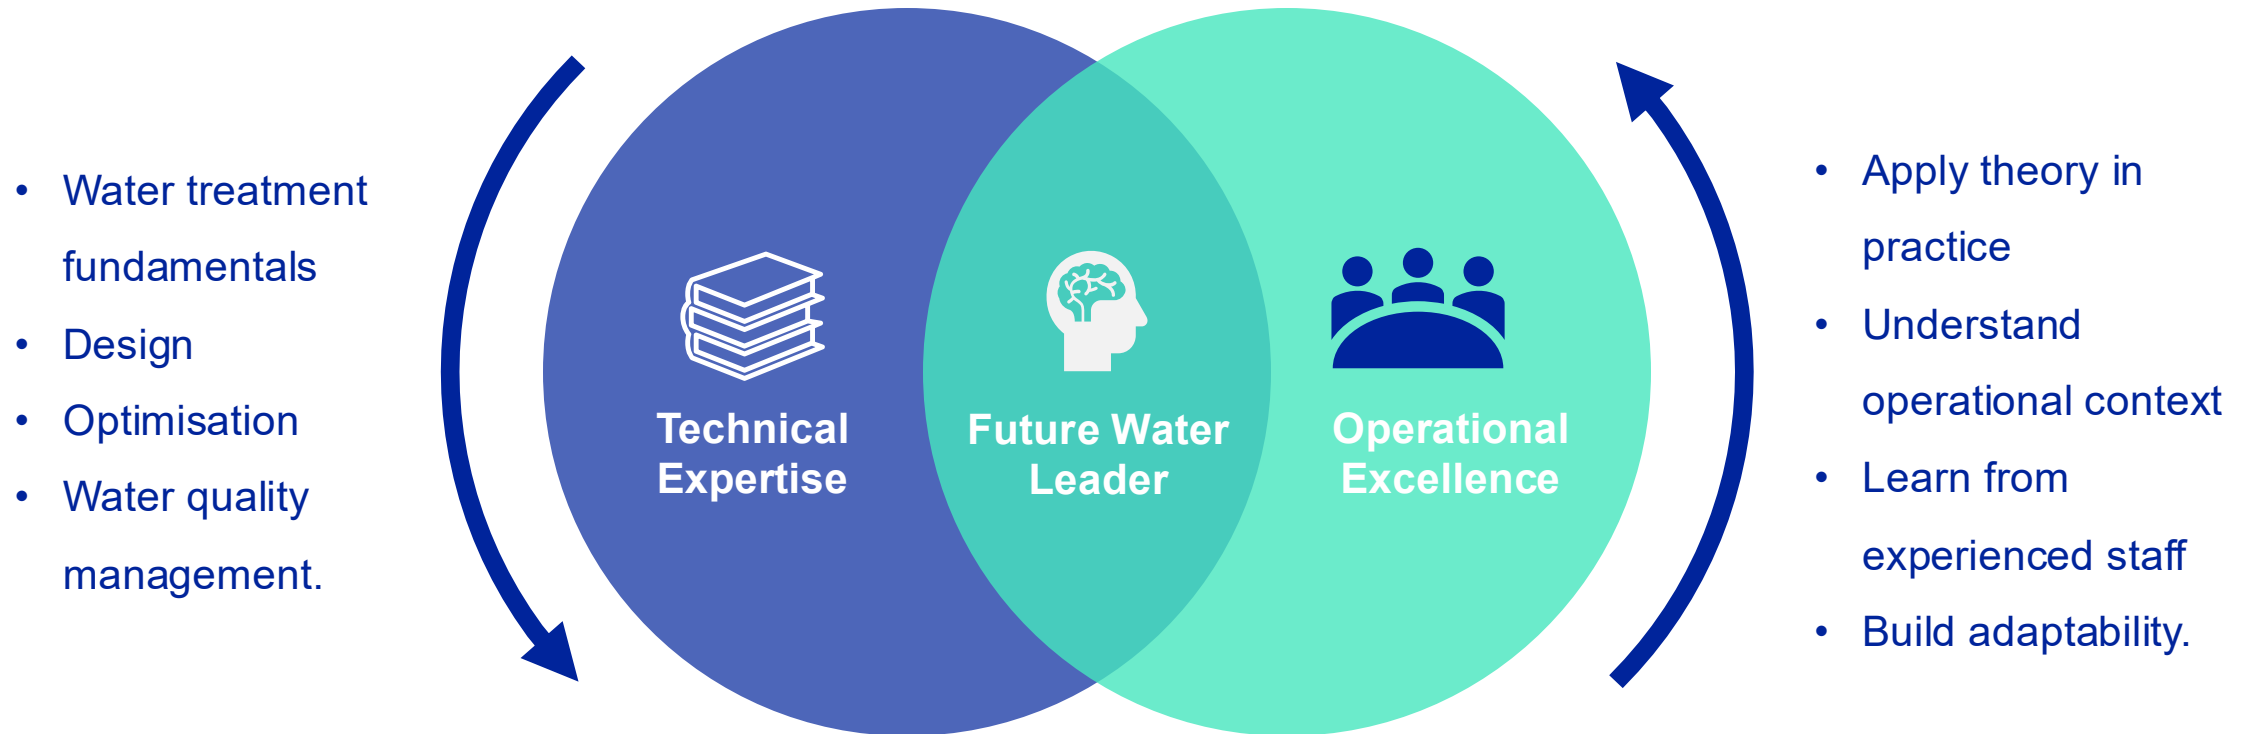 • Water treatment
fundamentals
• Design
• Optimisation
• Water quality
management.
Technical
Expertise
Future Water
Leader
Operational
Excellence
• Apply theory in
practice
• Understand
operational context
• Learn from
experienced staff
• Build adaptability.